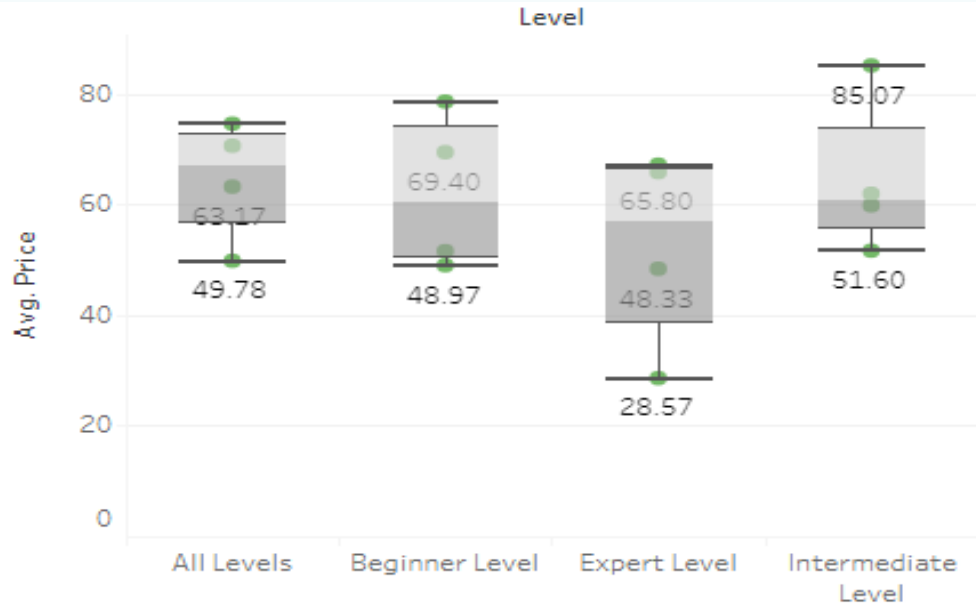 Level
Avg. Price
80
60
40
20
0
63.17
49.78
69.40
48.97
65.80
48.33
28.57
85.07
51.60
All Levels
Beginner Level
Expert Level
Intermediate
Level